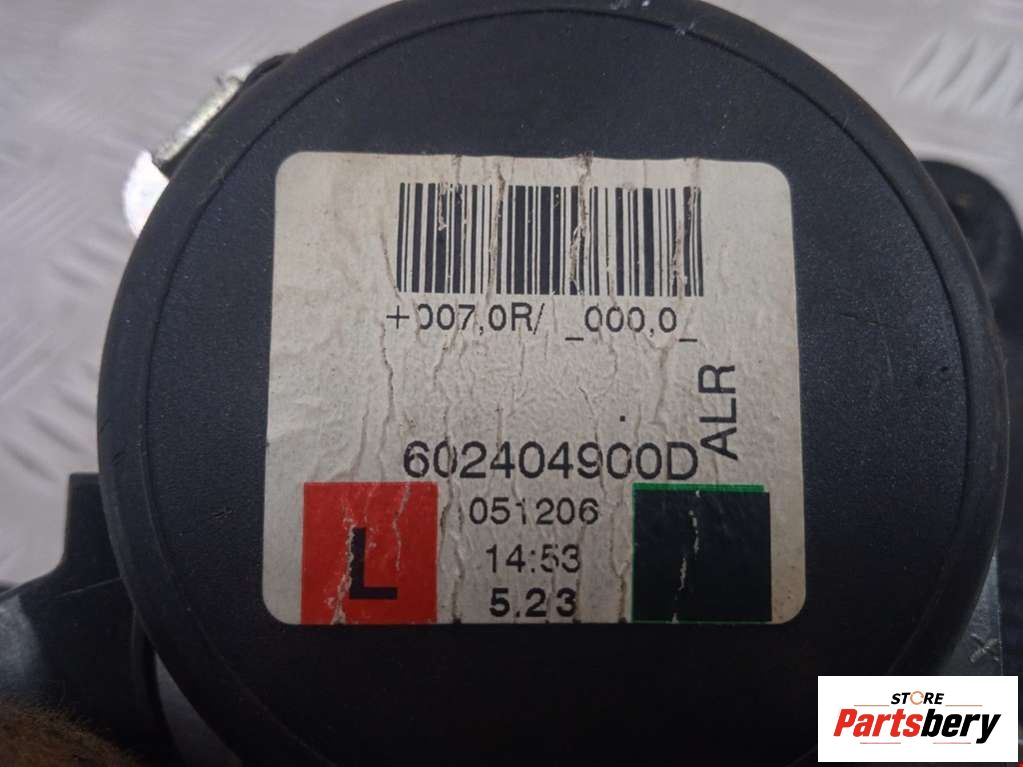 +007,0R/ _000,0_
ALR
602404900D
051206
14:53
5.23
L
STORE
Partsbery